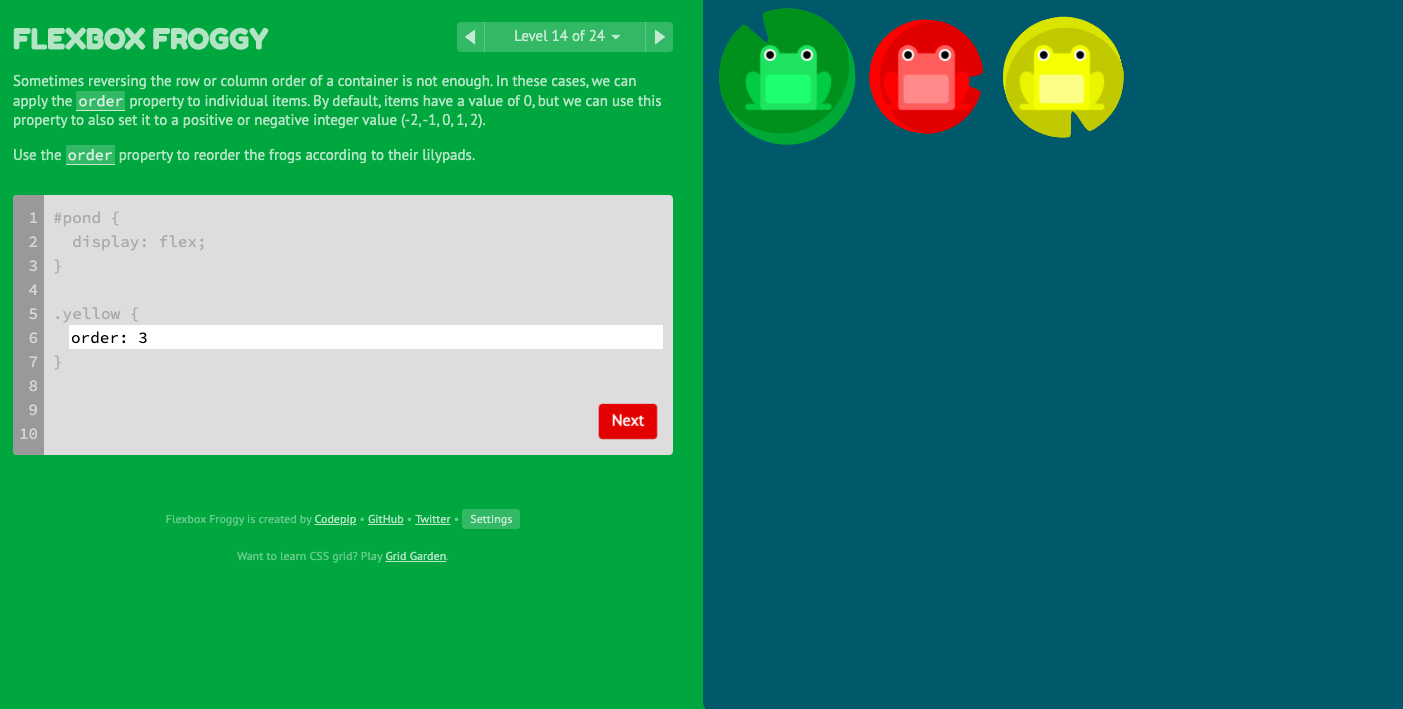 FLEXBOX FROGGY
Level 14 of 24
Sometimes reversing the row or column order of a container is not enough. In these cases, we can
apply the order property to individual items. By default, items have a value of 0, but we can use this
property to also set it to a positive or negative integer value (-2, -1, 0, 1, 2).
Use the order property to reorder the frogs according to their lilypads.
1 #pond {
2 display: flex;
3 }
4
5 .yellow {
6 order: 3
7 }
8
9
10
Next
Flexbox Froggy is created by Codepip • GitHub • Twitter • Settings
Want to learn CSS grid? Play Grid Garden.